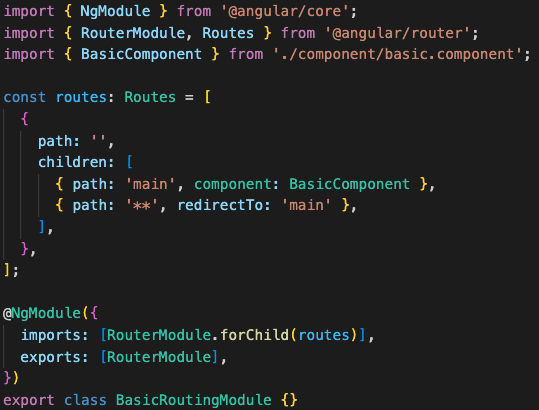 import { NgModule } from '@angular/core';
import { RouterModule, Routes } from '@angular/router';
import { BasicComponent } from './component/basic.component';
const routes: Routes = [
{
path: '',
children: [
{ path: 'main', component: BasicComponent },
{ path: '**', redirectTo: 'main' },
],
},
];
@NgModule({
imports: [RouterModule.forChild(routes)],
exports: [RouterModule],
})
export class BasicRoutingModule {}